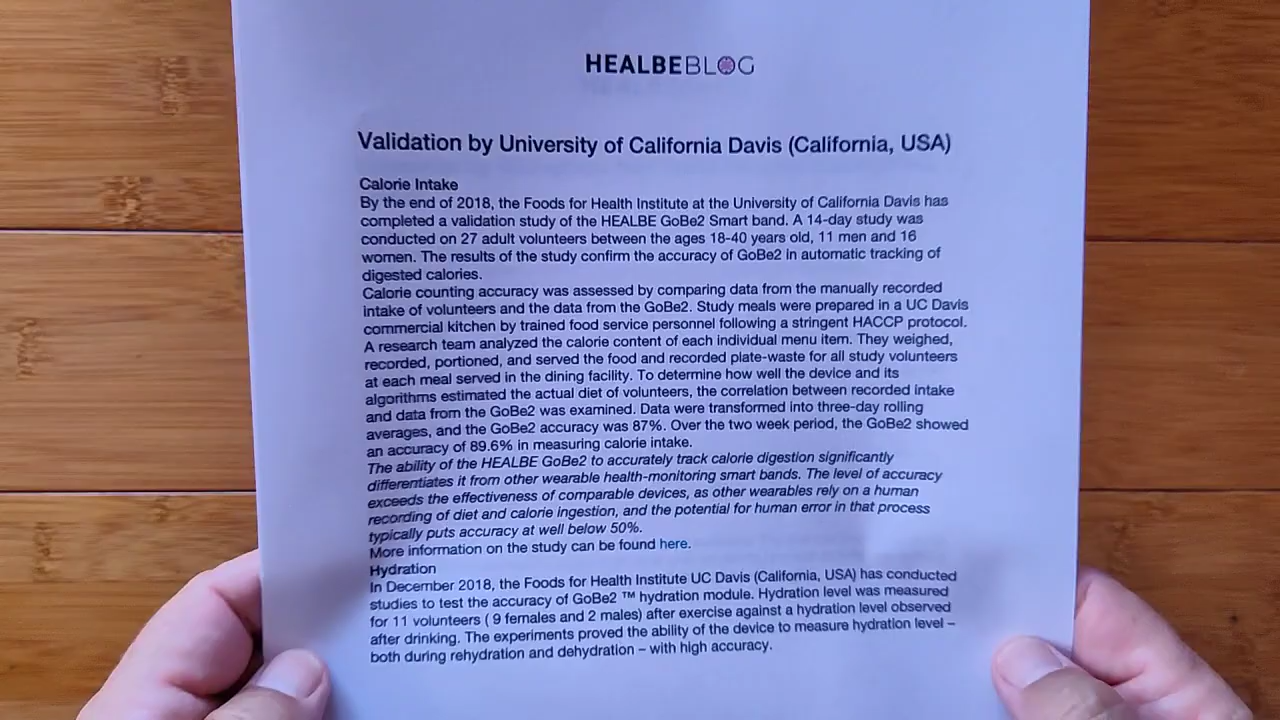 HEALBEBLOG
Validation by University of California Davis (California, USA)
Calorie Intake
By the end of 2018, the Foods for Health Institute at the University of California Davis has
completed a validation study of the HEALBE GoBe2 Smart band. A 14-day study was
conducted on 27 adult volunteers between the ages 18-40 years old, 11 men and 16
women. The results of the study confirm the accuracy of GoBe2 in automatic tracking of
digested calories.
Calorie counting accuracy was assessed by comparing data from the manually recorded
intake of volunteers and the data from the GoBe2. Study meals were prepared in a UC Davis
commercial kitchen by trained food service personnel following a stringent HACCP protocol.
A research team analyzed the calorie content of each individual menu item. They weighed,
recorded, portioned, and served the food and recorded plate-waste for all study volunteers
at each meal served in the dining facility. To determine how well the device and its
algorithms estimated the actual diet of volunteers, the correlation between recorded intake
and data from the GoBe2 was examined. Data were transformed into three-day rolling
averages, and the GoBe2 accuracy was 87%. Over the two week period, the GoBe2 showed
an accuracy of 89.6% in measuring calorie intake.
The ability of the HEALBE GoBe2 to accurately track calorie digestion significantly
differentiates it from other wearable health-monitoring smart bands. The level of accuracy
exceeds the effectiveness of comparable devices, as other wearables rely on a human
recording of diet and calorie ingestion, and the potential for human error in that process
typically puts accuracy at well below 50%.
More information on the study can be found here.
Hydration
In December 2018, the Foods for Health Institute UC Davis (California, USA) has conducted
studies to test the accuracy of GoBe2 ™ hydration module. Hydration level was measured
for 11 volunteers ( 9 females and 2 males) after exercise against a hydration level observed
after drinking. The experiments proved the ability of the device to measure hydration level –
both during rehydration and dehydration – with high accuracy.